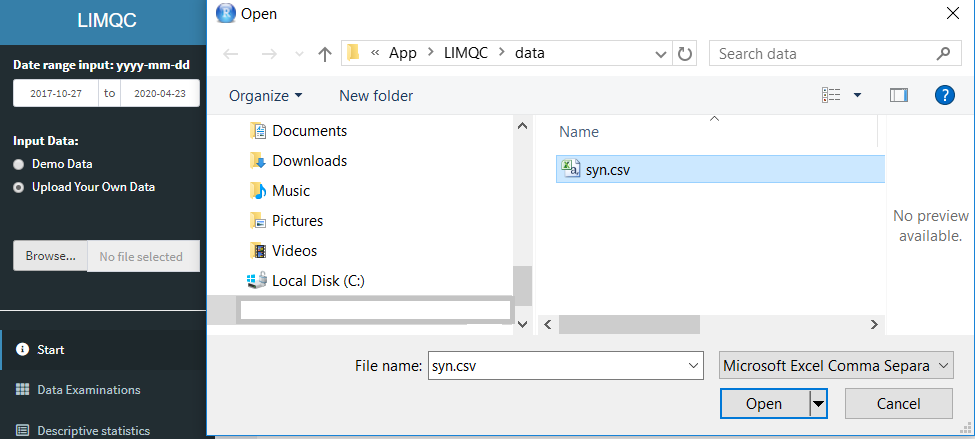 LIMQC
Date range input: yyyy-mm-dd
2017-10-27 to 2020-04-23
Input Data:
Demo Data
Upload Your Own Data
Browse... No file selected
Start
Data Examinations
Descriptive statistics
R Open
« App > LIMQC > data
Search data
Organize
New folder
?
Documents
Downloads
Music
Pictures
Videos
Local Disk (C:)
Name
syn.csv
No preview
available.
File name: syn.csv
Microsoft Excel Comma Separa
Open
Cancel